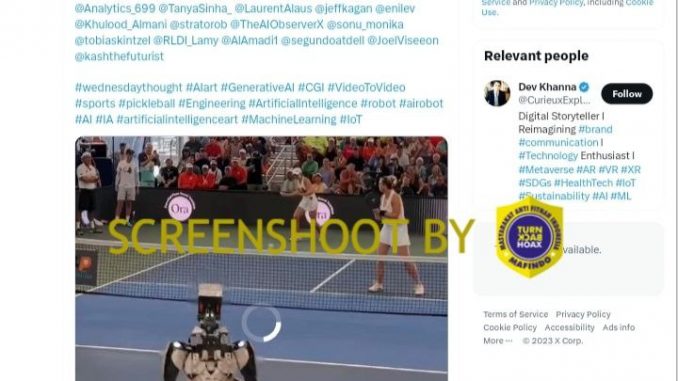 @Analytics_699 @TanyaSinha_ @LaurentAlaus @jeffkagan @enilev
@Khulood_Almani @stratorob @TheAIObserverX @sonu_monika
@tobiaskintzel @RLDI_Lamy @AIAmadi1 @segundoatdell @JoelViseeon
@kashthefuturist
#wednesdaythought #AIart #GenerativeAI #CGI #VideoToVideo
#sports #pickleball #Engineering #ArtificialIntelligence #robot #airobot
#AI #IA #artificialintelligenceart #MachineLearning #IoT
Ora
Ora
SCREENSHOOT BY
MASYARAKAT ANTI FITNAH INDONESIA
TURN
BACK
HOAX
MAFINDO
Service and Privacy Policy, including Cookie
Use.
Relevant people
Dev Khanna
@CurieuxExpl...
Follow
Digital Storyteller I
Reimagining #brand
#communication I
#Technology Enthusiast I
#Metaverse #AR #VR #XR
#SDGs #HealthTech #IoT
#Sustainability #AI #ML
available.
Terms of Service Privacy Policy
Cookie Policy Accessibility Ads info
More ··· © 2023 X Corp.